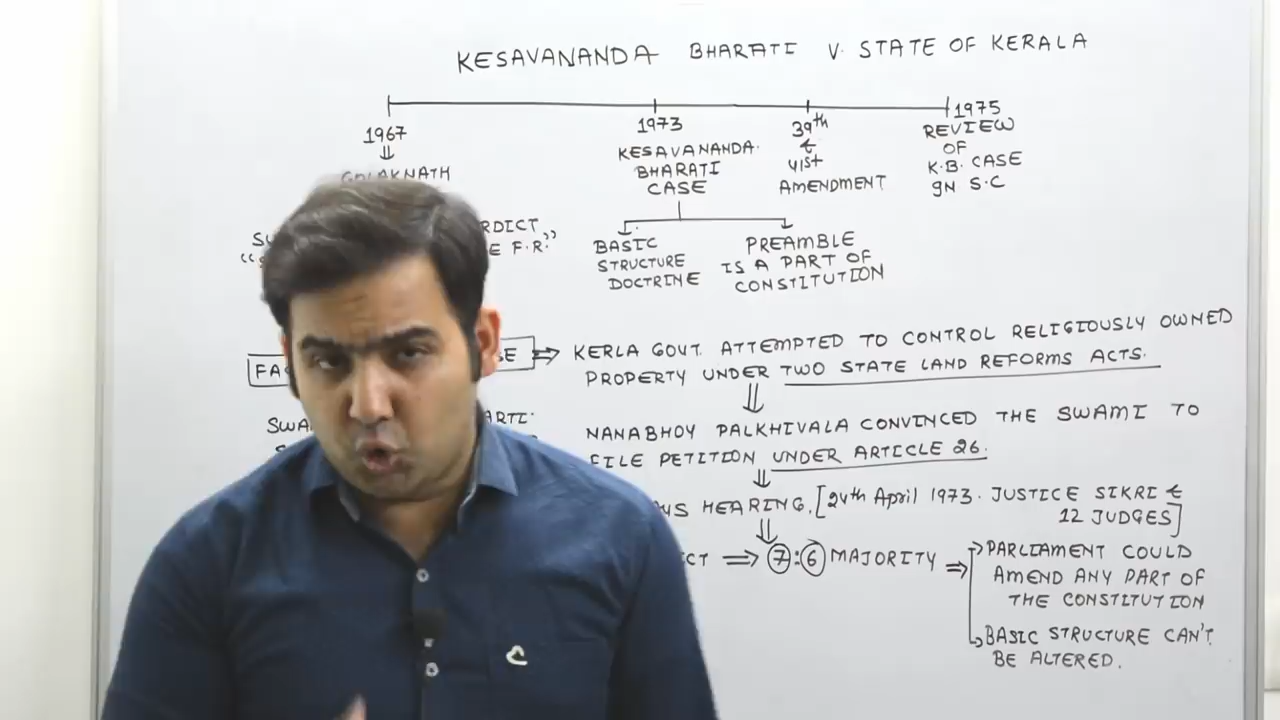 KESAVANANDA BHARATI V. STATE OF KERALA
1967
GOLAKNATH
1973
KESAVANANDA
BHARATI
CASE
39th
&
41st
AMENDMENT
1975
REVIEW
OF
K.B. CASE
IN S.C
F.R."
BASIC
STRUCTURE
DOCTRINE
PREAMBLE
IS A PART OF
CONSTITUTION
KERLA GOVT. ATTEMPTED TO CONTROL RELIGIOUSLY OWNED
PROPERTY UNDER TWO STATE LAND REFORMS ACTS.
NANABHOY PALKHIVALA CONVINCED THE SWAMI TO
FILE PETITION UNDER ARTICLE 26.
HEARING. [24th April 1973. JUSTICE SIKRI &
12 JUDGES]
⇒ 7:6 MAJORITY ⇒
PARLIAMENT COULD
AMEND ANY PART OF
THE CONSTITUTION
BASIC STRUCTURE CAN'T
BE ALTERED.